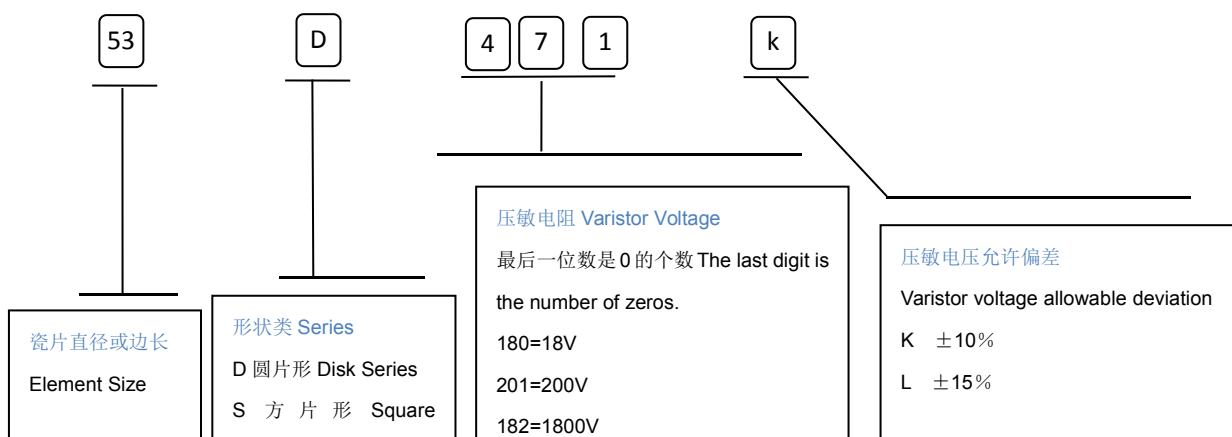 53 D 4 7 1 k
瓷片直径或边长
Element Size
形状类 Series
D 圆片形 Disk Series
S 方 片 形 Square
压敏电阻 Varistor Voltage
最后一位数是 0 的个数 The last digit is
the number of zeros.
180=18V
201=200V
182=1800V
压敏电压允许偏差
Varistor voltage allowable deviation
K ±10%
L ±15%